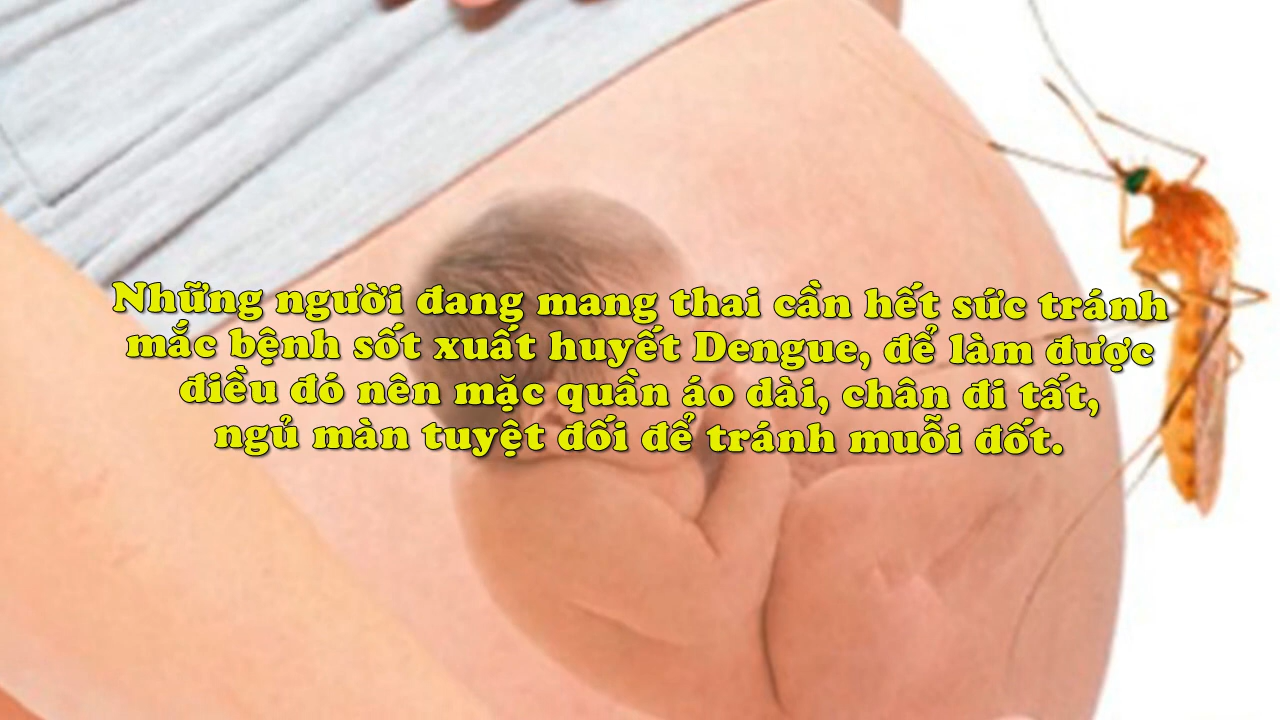 Những người đang mang thai cần hết sức tránh
mắc bệnh sốt xuất huyết Dengue, để làm được
điều đó nên mặc quần áo dài, chân đi tất,
ngủ màn tuyệt đối để tránh muỗi đốt.